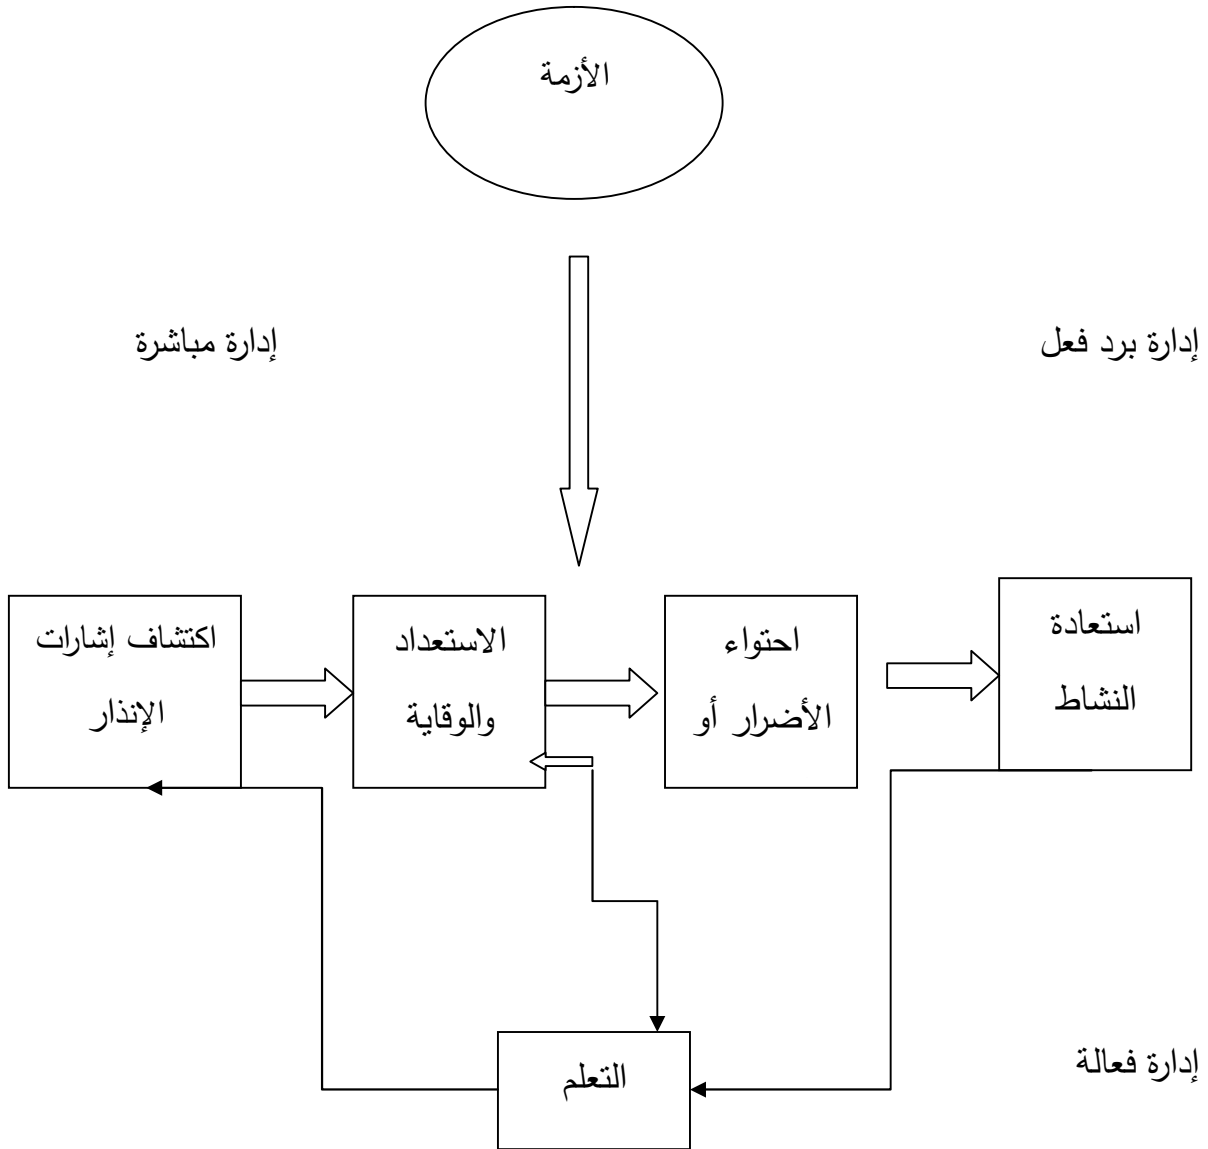 الأزمة
إدارة برد فعل
إدارة مباشرة
اكتشاف إشارات
الإنذار
الاستعداد
والوقاية
احتواء
الأضرار أو
استعادة
النشاط
التعلم
إدارة فعالة